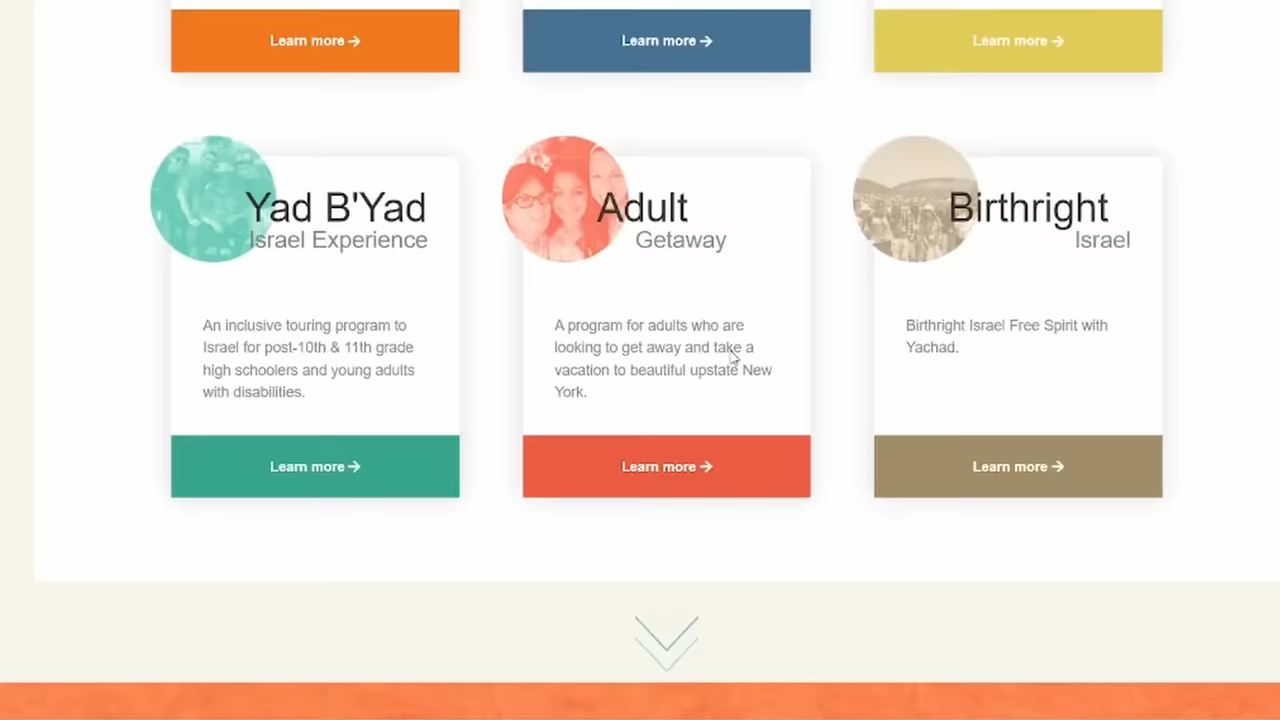 Learn more →
Learn more →
Learn more →
Yad B'Yad
Israel Experience
An inclusive touring program to
Israel for post-10th & 11th grade
high schoolers and young adults
with disabilities.
Learn more →
Adult
Getaway
A program for adults who are
looking to get away and take a
vacation to beautiful upstate New
York.
Learn more →
Birthright
Israel
Birthright Israel Free Spirit with
Yachad.
Learn more →